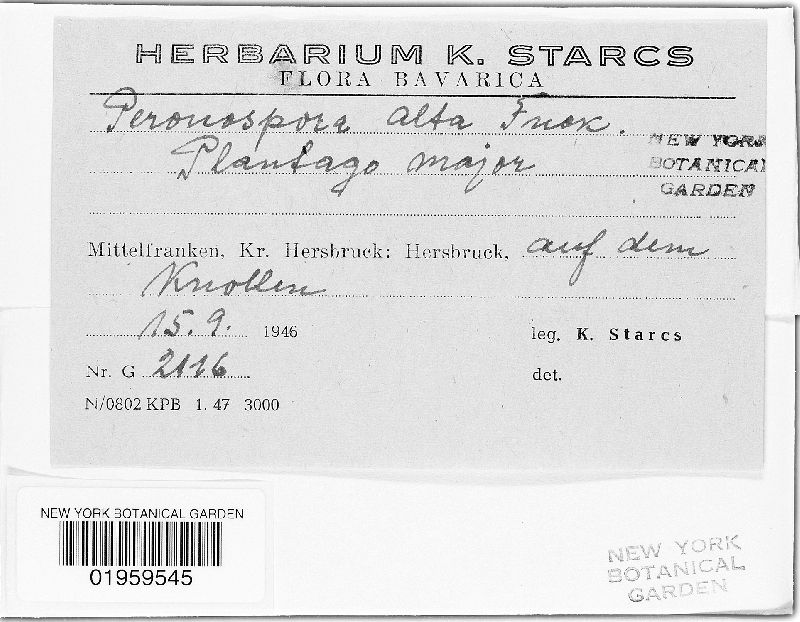 HERBARIUM K. STARCS
FLORA BAVARICA
Peronospora alta Fuck.
Plantago major
NEW YORK
BOTANICAL
GARDEN
Mittelfranken, Kr. Hersbruck: Hersbruck, auf dem
Knollen
15. 9. 1946
leg. K. Starcs
Nr. G 2116
det.
N/0802 KPB 1. 47 3000
NEW YORK BOTANICAL GARDEN
01959545
NEW YORK
BOTANICAL
GARDEN